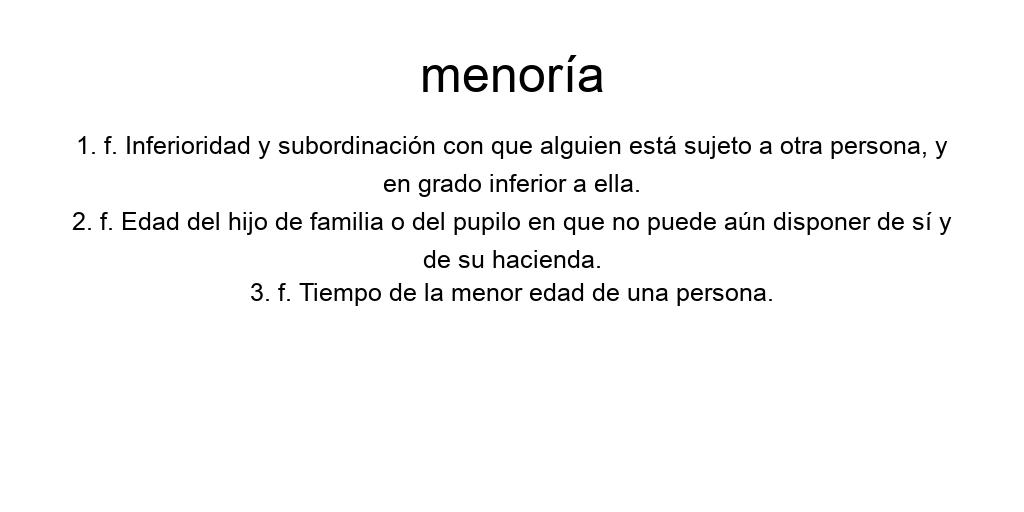 menoría
1. f. Inferioridad y subordinación con que alguien está sujeto a otra persona, y
en grado inferior a ella.
2. f. Edad del hijo de familia o del pupilo en que no puede aún disponer de sí y
de su hacienda.
3. f. Tiempo de la menor edad de una persona.